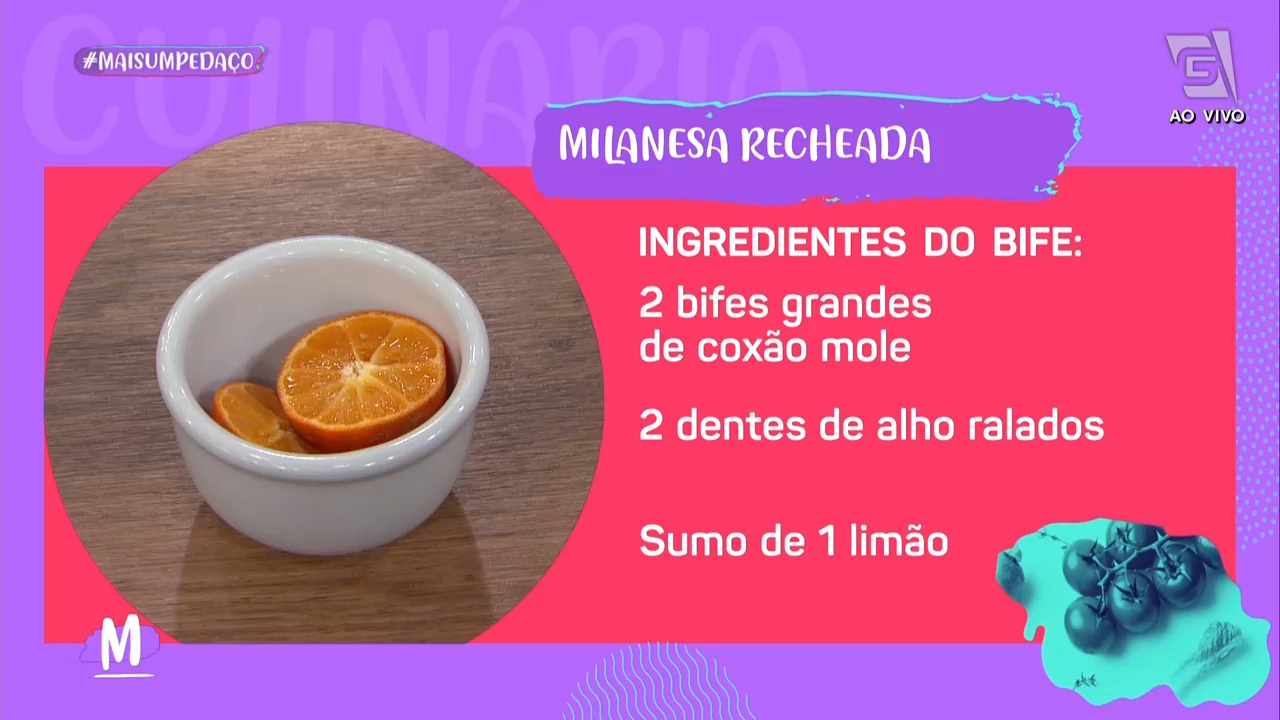 CULINÁRIA
#MAISUMPEDAÇO
G
AO VIVO
MILANESA RECHEADA
INGREDIENTES DO BIFE:
2 bifes grandes
de coxão mole
2 dentes de alho ralados
Sumo de 1 limão
M